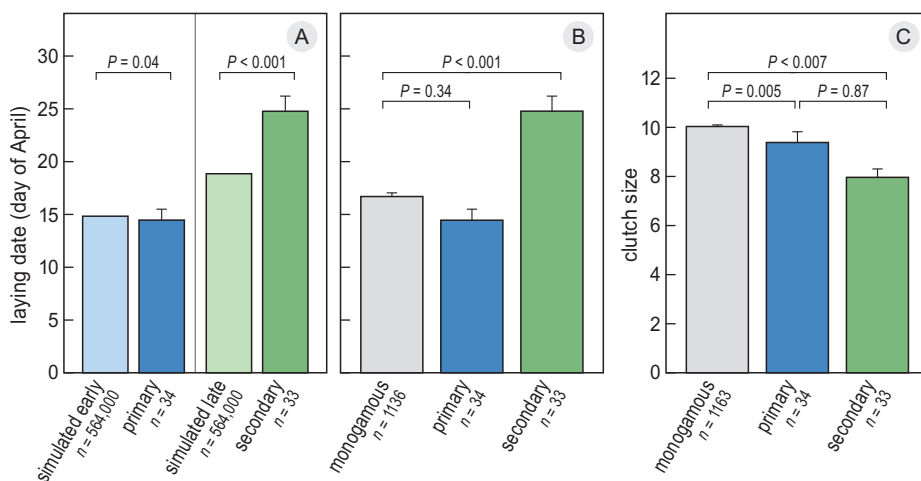 A
B
C
laying date (day of April)
30
25
20
15
10
5
0
P = 0.04
P < 0.001
simulated early
n = 564,000
primary
n = 34
simulated late
n = 564,000
secondary
n = 33
P < 0.001
P = 0.34
monogamous
n = 1136
primary
n = 34
secondary
n = 33
clutch size
12
10
8
6
4
2
0
P < 0.007
P = 0.005
P = 0.87
monogamous
n = 1163
primary
n = 34
secondary
n = 33